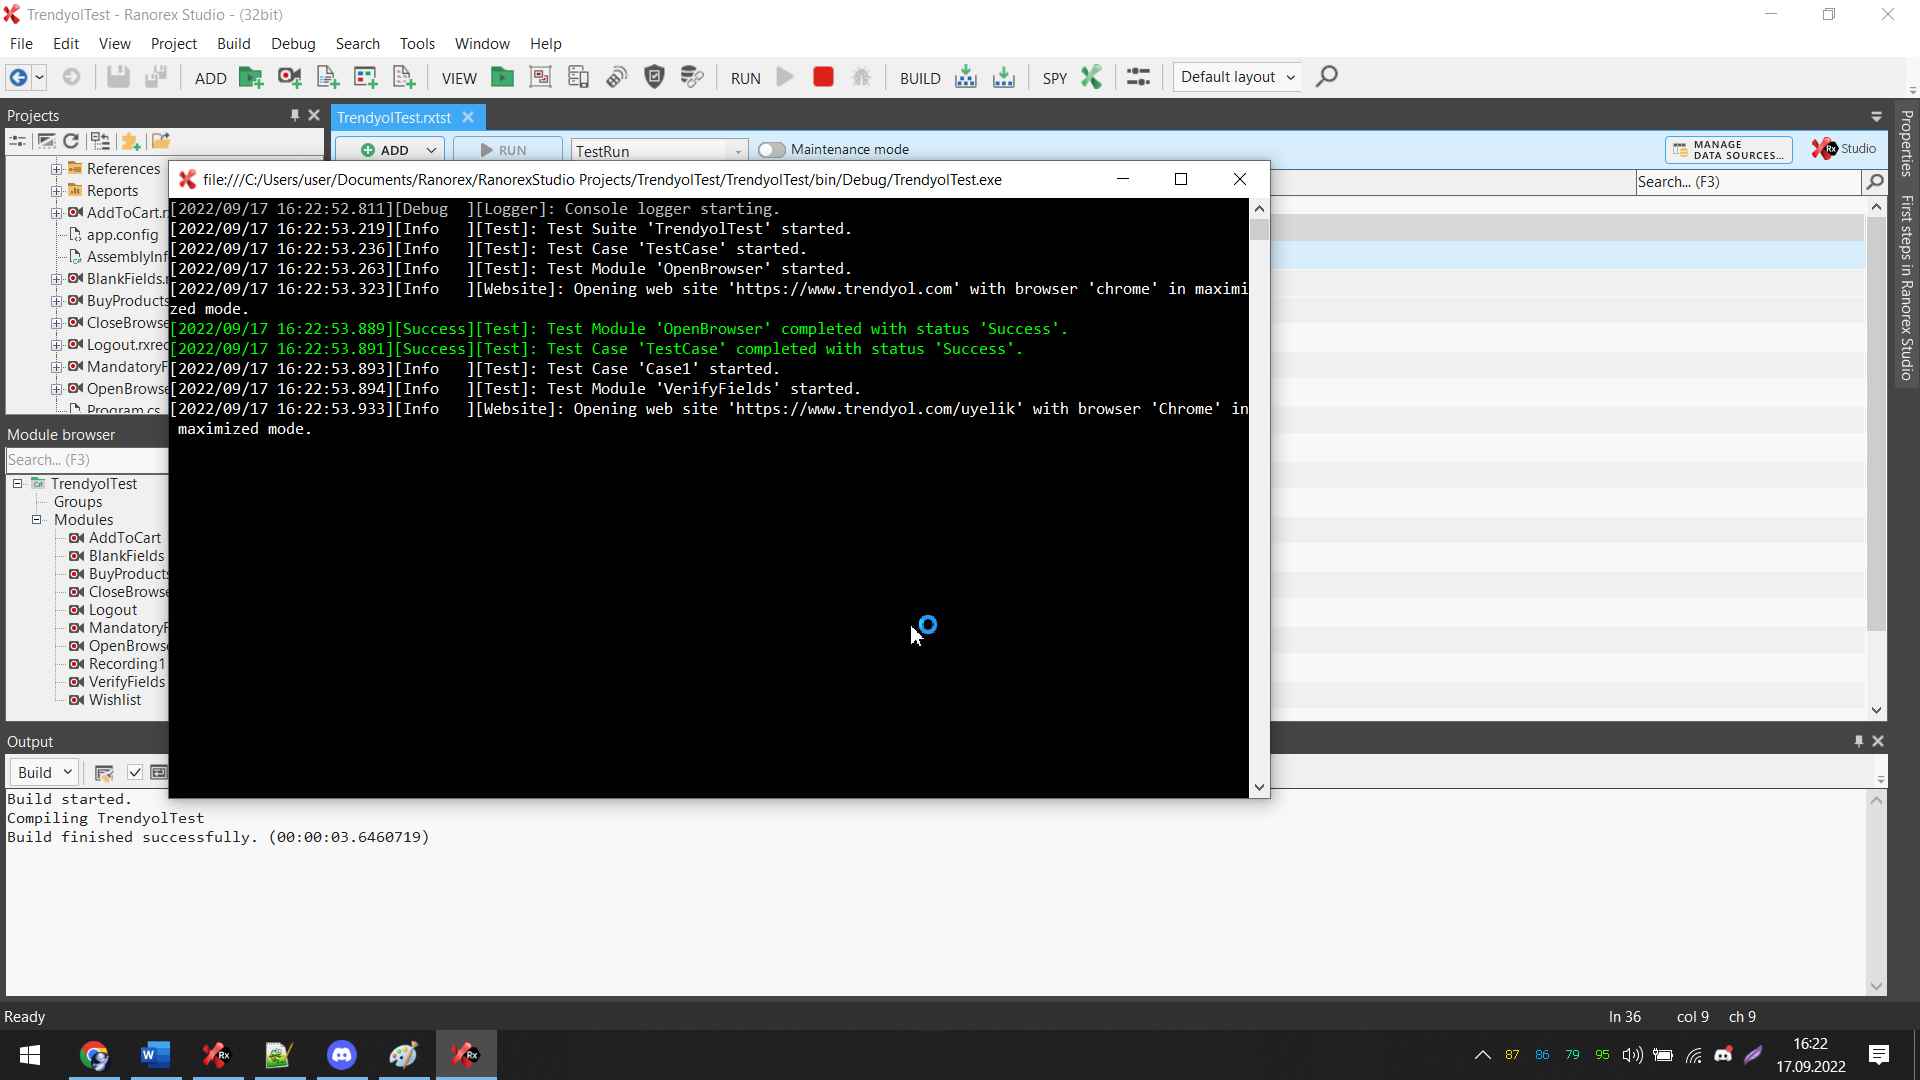 TrendyolTest - Ranorex Studio - (32bit)
File Edit View Project Build Debug Search Tools Window Help
ADD VIEW RUN BUILD SPY Default layout
Projects
TrendyolTest.rxtst
ADD RUN TestRun Maintenance mode
MANAGE
DATA SOURCES...
Rx Studio
Search... (F3)
References
Reports
AddToCart.r
app.config
AssemblyInf
BlankFields.
BuyProducts
CloseBrowse
Logout.rxrec
MandatoryF
OpenBrowse
Program.cs
file:///C:/Users/user/Documents/Ranorex/RanorexStudio Projects/TrendyolTest/TrendyolTest/bin/Debug/TrendyolTest.exe
[2022/09/17 16:22:52.811][Debug  ][Logger]: Console logger starting.
[2022/09/17 16:22:53.219][Info   ][Test]: Test Suite 'TrendyolTest' started.
[2022/09/17 16:22:53.236][Info   ][Test]: Test Case 'TestCase' started.
[2022/09/17 16:22:53.263][Info   ][Test]: Test Module 'OpenBrowser' started.
[2022/09/17 16:22:53.323][Info   ][Website]: Opening web site 'https://www.trendyol.com' with browser 'chrome' in maximi
zed mode.
[2022/09/17 16:22:53.889][Success][Test]: Test Module 'OpenBrowser' completed with status 'Success'.
[2022/09/17 16:22:53.891][Success][Test]: Test Case 'TestCase' completed with status 'Success'.
[2022/09/17 16:22:53.893][Info   ][Test]: Test Case 'Case1' started.
[2022/09/17 16:22:53.894][Info   ][Test]: Test Module 'VerifyFields' started.
[2022/09/17 16:22:53.933][Info   ][Website]: Opening web site 'https://www.trendyol.com/uyelik' with browser 'Chrome' in
maximized mode.
Module browser
Search... (F3)
TrendyolTest
Groups
Modules
AddToCart
BlankFields
BuyProducts
CloseBrowse
Logout
MandatoryF
OpenBrowse
Recording1
VerifyFields
Wishlist
Properties
First steps in Ranorex Studio
Output
Build
Build started.
Compiling TrendyolTest
Build finished successfully. (00:00:03.6460719)
Ready
ln 36 col 9 ch 9
87 86 79 95
16:22
17.09.2022